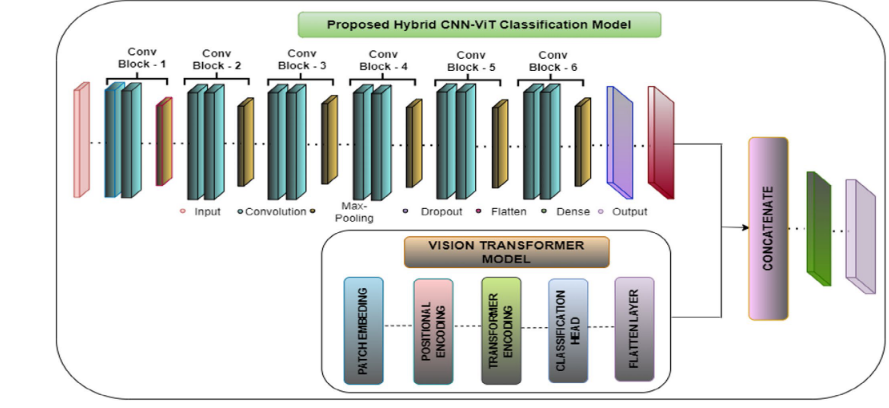 Proposed Hybrid CNN-ViT Classification Model
Conv
Block - 1
Conv
Block - 2
Conv
Block - 3
Conv
Block - 4
Conv
Block - 5
Conv
Block - 6
Input
Convolution
Max-
Pooling
Dropout
Flatten
Dense
Output
VISION TRANSFORMER
MODEL
PATCH EMBEDING
POSITIONAL
ENCODING
TRANSFORMER
ENCODING
CLASSIFICATION
HEAD
FLATTEN LAYER
CONCATENATE